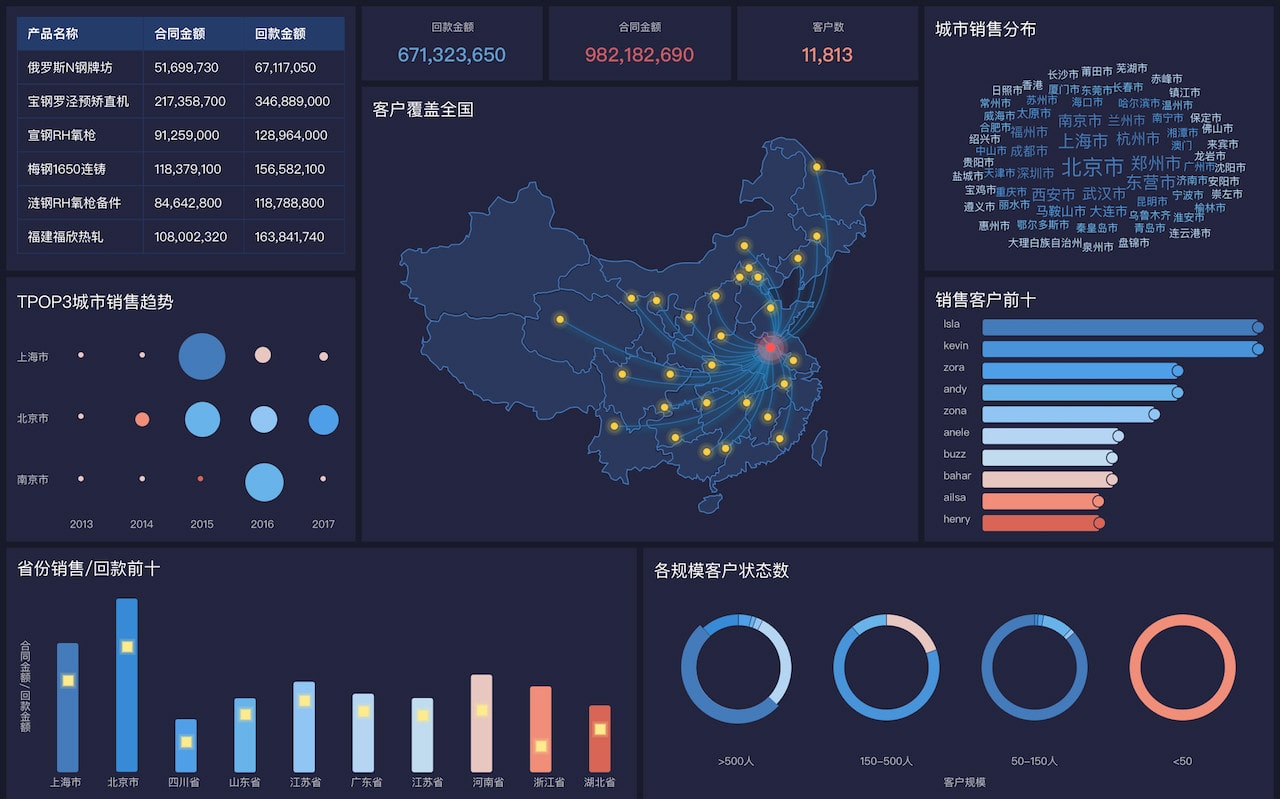 产品名称 合同金额 回款金额
俄罗斯N钢牌坊 51,699,730 67,117,050
宝钢罗泾预矫直机 217,358,700 346,889,000
宣钢RH氧枪 91,259,000 128,964,000
梅钢1650连铸 118,379,100 156,582,100
涟钢RH氧枪备件 84,642,800 118,788,800
福建福欣热轧 108,002,320 163,841,740
回款金额
671,323,650
合同金额
982,182,690
客户数
11,813
客户覆盖全国
城市销售分布
长沙市 莆田市 芜湖市
赤峰市
日照市 香港 厦门市 东莞市 长春市 镇江市
常州市 苏州市 海口市 哈尔滨市 温州市
威海市 太原市 南京市 兰州市 南宁市 保定市
合肥市 福州市 湘潭市 佛山市
绍兴市 上海市 杭州市 澳门 来宾市
中山市 成都市 龙岩市
贵阳市 北京市 郑州市 广州市 沈阳市
盐城市 天津市 深圳市 东营市 济南市 安阳市
宝鸡市 重庆市 西安市 武汉市 宁波市 崇左市
遵义市 丽水市 马鞍山市 大连市 昆明市 榆林市
乌鲁木齐 淮安市
惠州市 鄂尔多斯市 秦皇岛市 青岛市 连云港市
大理白族自治州 泉州市 盘锦市
TPOP3城市销售趋势
上海市
北京市
南京市
2013 2014 2015 2016 2017
销售客户前十
Isla
kevin
zora
andy
zona
anele
buzz
bahar
ailsa
henry
省份销售/回款前十
合同金额/回款金额
上海市 北京市 四川省 山东省 江苏省 广东省 江苏省 河南省 浙江省 湖北省
各规模客户状态数
>500人 150-500人 50-150人 <50
客户规模